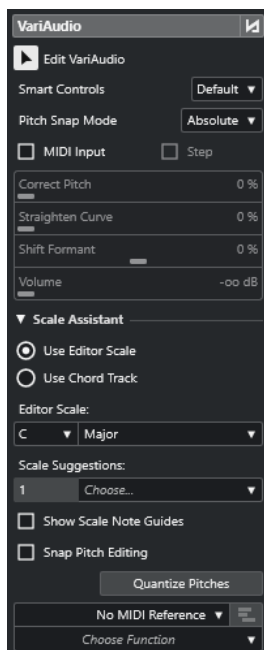 VariAudio
Edit VariAudio
Smart Controls Default
Pitch Snap Mode Absolute
MIDI Input Step
Correct Pitch 0 %
Straighten Curve 0 %
Shift Formant 0 %
Volume -oo dB
Scale Assistant
Use Editor Scale
Use Chord Track
Editor Scale:
C Major
Scale Suggestions:
1 Choose...
Show Scale Note Guides
Snap Pitch Editing
Quantize Pitches
No MIDI Reference
Choose Function